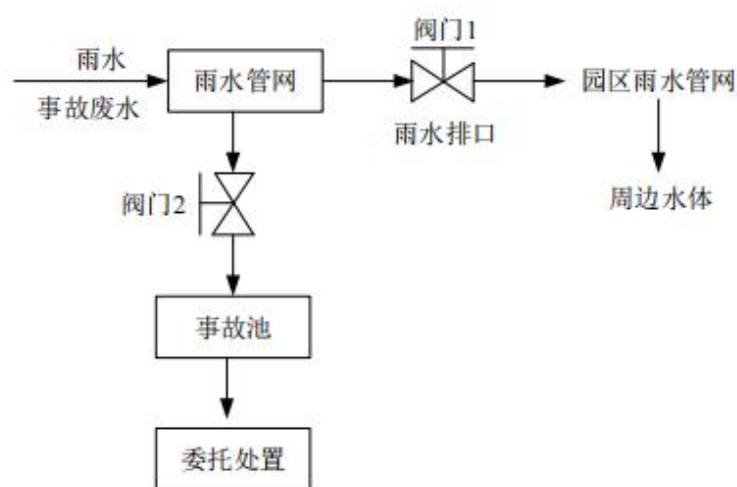 阀门1
雨水
雨水管网
园区雨水管网
事故废水
雨水排口
阀门2
周边水体
事故池
委托处置